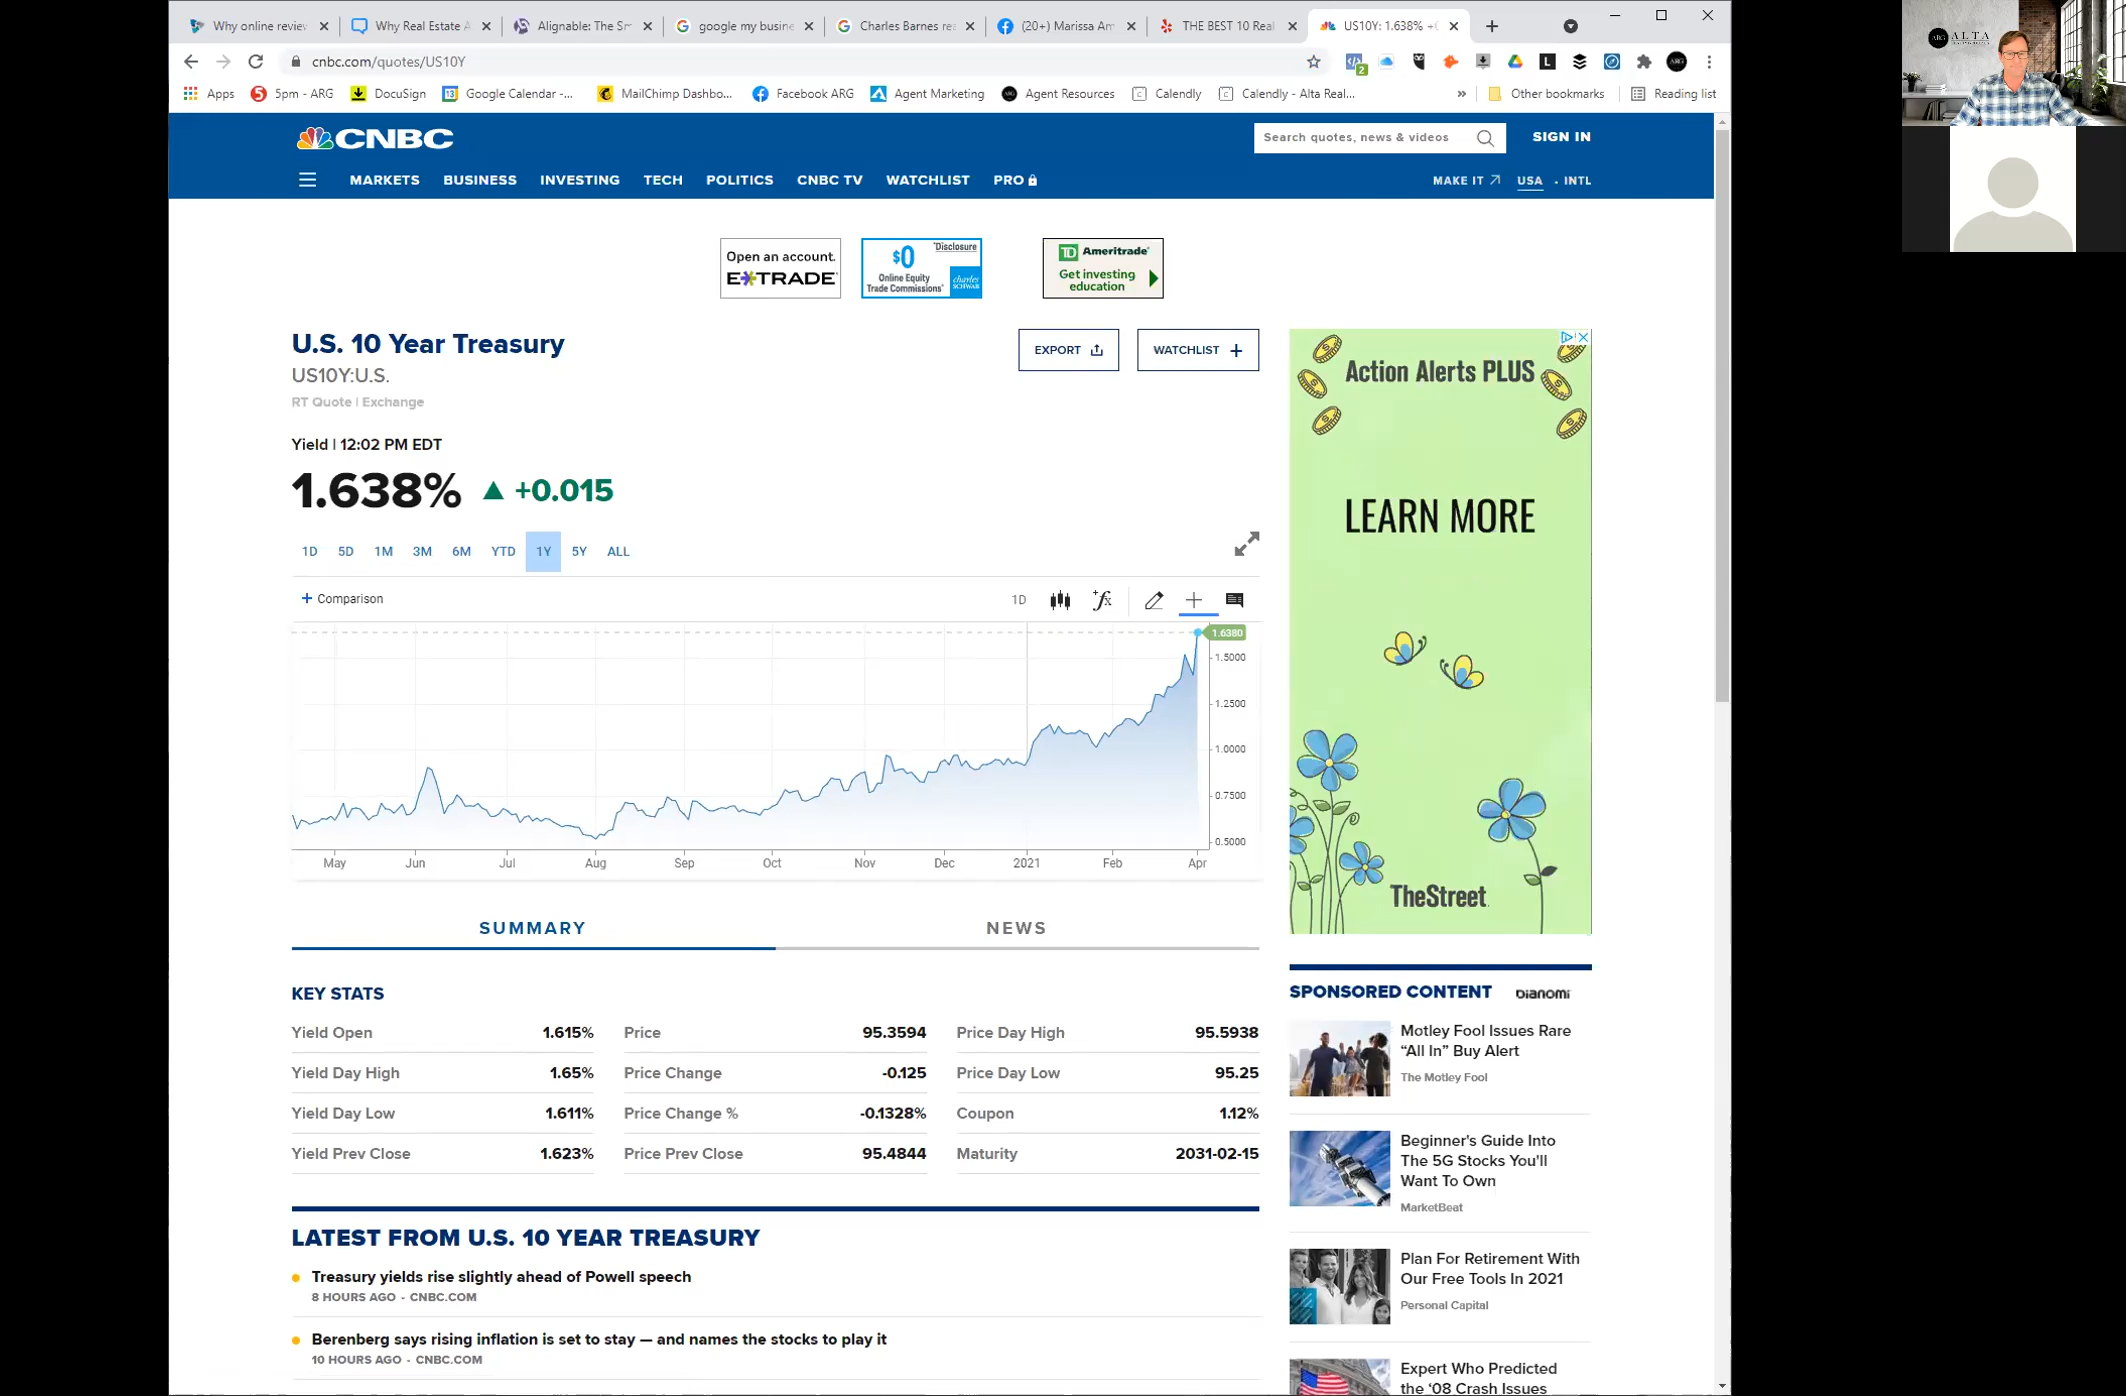 Why online review
Why Real Estate A
Alignable: The Sm
google my busine
Charles Barnes rea
(20+) Marissa Am
THE BEST 10 Real
US10Y: 1.638% +0
cnbc.com/quotes/US10Y
Apps
5pm - ARG
DocuSign
Google Calendar -...
MailChimp Dashbo...
Facebook ARG
Agent Marketing
Agent Resources
Calendly
Calendly - Alta Real...
»
Other bookmarks
Reading list
ARG ALTA
CNBC
Search quotes, news & videos
SIGN IN
MARKETS BUSINESS INVESTING TECH POLITICS CNBC TV WATCHLIST PRO
MAKE IT USA · INTL
Open an account.
E*TRADE
$0
*Disclosure
Online Equity
Trade Commissions*
charles
SCHWAB
TD Ameritrade
Get investing
education
U.S. 10 Year Treasury
US10Y:U.S.
RT Quote | Exchange
EXPORT
WATCHLIST +
Yield | 12:02 PM EDT
1.638% ▲ +0.015
1D 5D 1M 3M 6M YTD 1Y 5Y ALL
+ Comparison
1D
1.6380
1.5000
1.2500
1.0000
0.7500
0.5000
May Jun Jul Aug Sep Oct Nov Dec 2021 Feb Apr
Action Alerts PLUS
LEARN MORE
TheStreet
SUMMARY
NEWS
KEY STATS
Yield Open 1.615% Price 95.3594 Price Day High 95.5938
Yield Day High 1.65% Price Change -0.125 Price Day Low 95.25
Yield Day Low 1.611% Price Change % -0.1328% Coupon 1.12%
Yield Prev Close 1.623% Price Prev Close 95.4844 Maturity 2031-02-15
LATEST FROM U.S. 10 YEAR TREASURY
Treasury yields rise slightly ahead of Powell speech
8 HOURS AGO - CNBC.COM
Berenberg says rising inflation is set to stay — and names the stocks to play it
10 HOURS AGO - CNBC.COM
SPONSORED CONTENT
bianomi
Motley Fool Issues Rare
“All In” Buy Alert
The Motley Fool
Beginner's Guide Into
The 5G Stocks You'll
Want To Own
MarketBeat
Plan For Retirement With
Our Free Tools In 2021
Personal Capital
Expert Who Predicted
the ‘08 Crash Issues